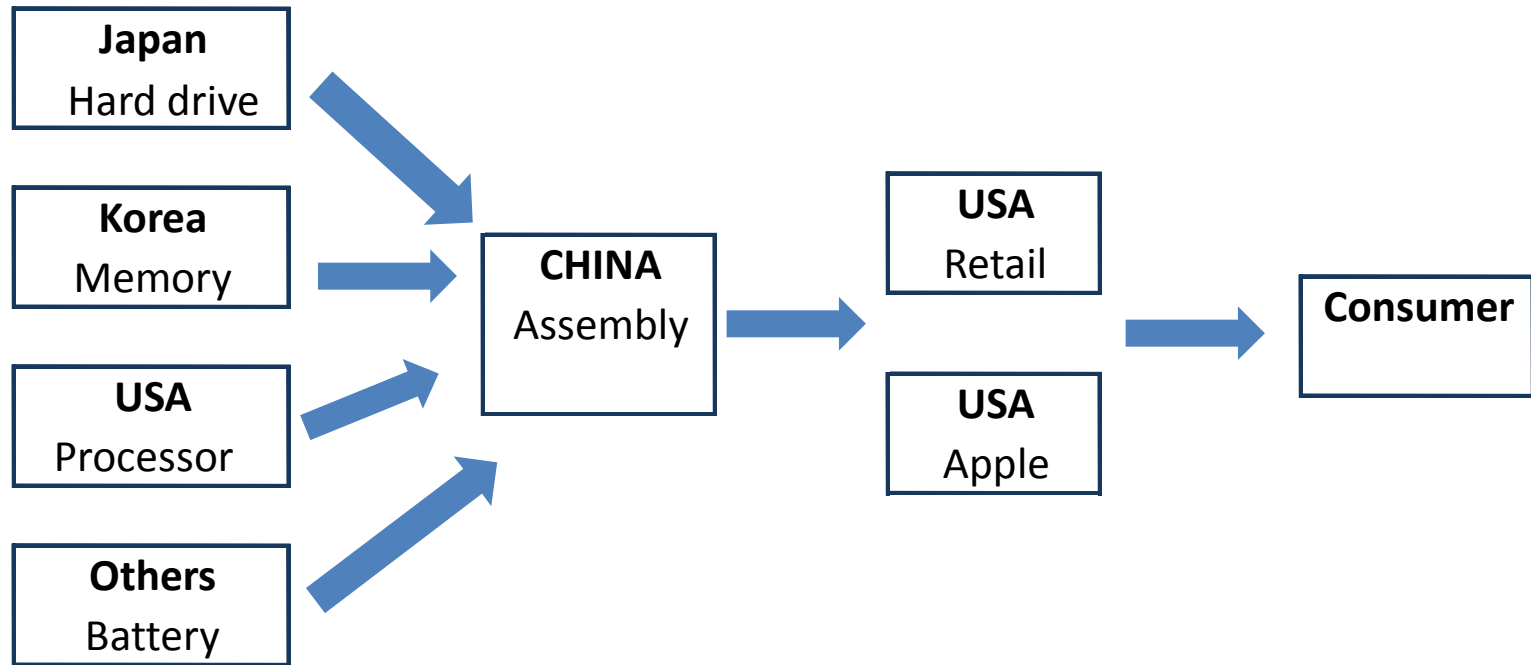 Japan
Hard drive
Korea
Memory
USA
Processor
Others
Battery
CHINA
Assembly
USA
Retail
USA
Apple
Consumer